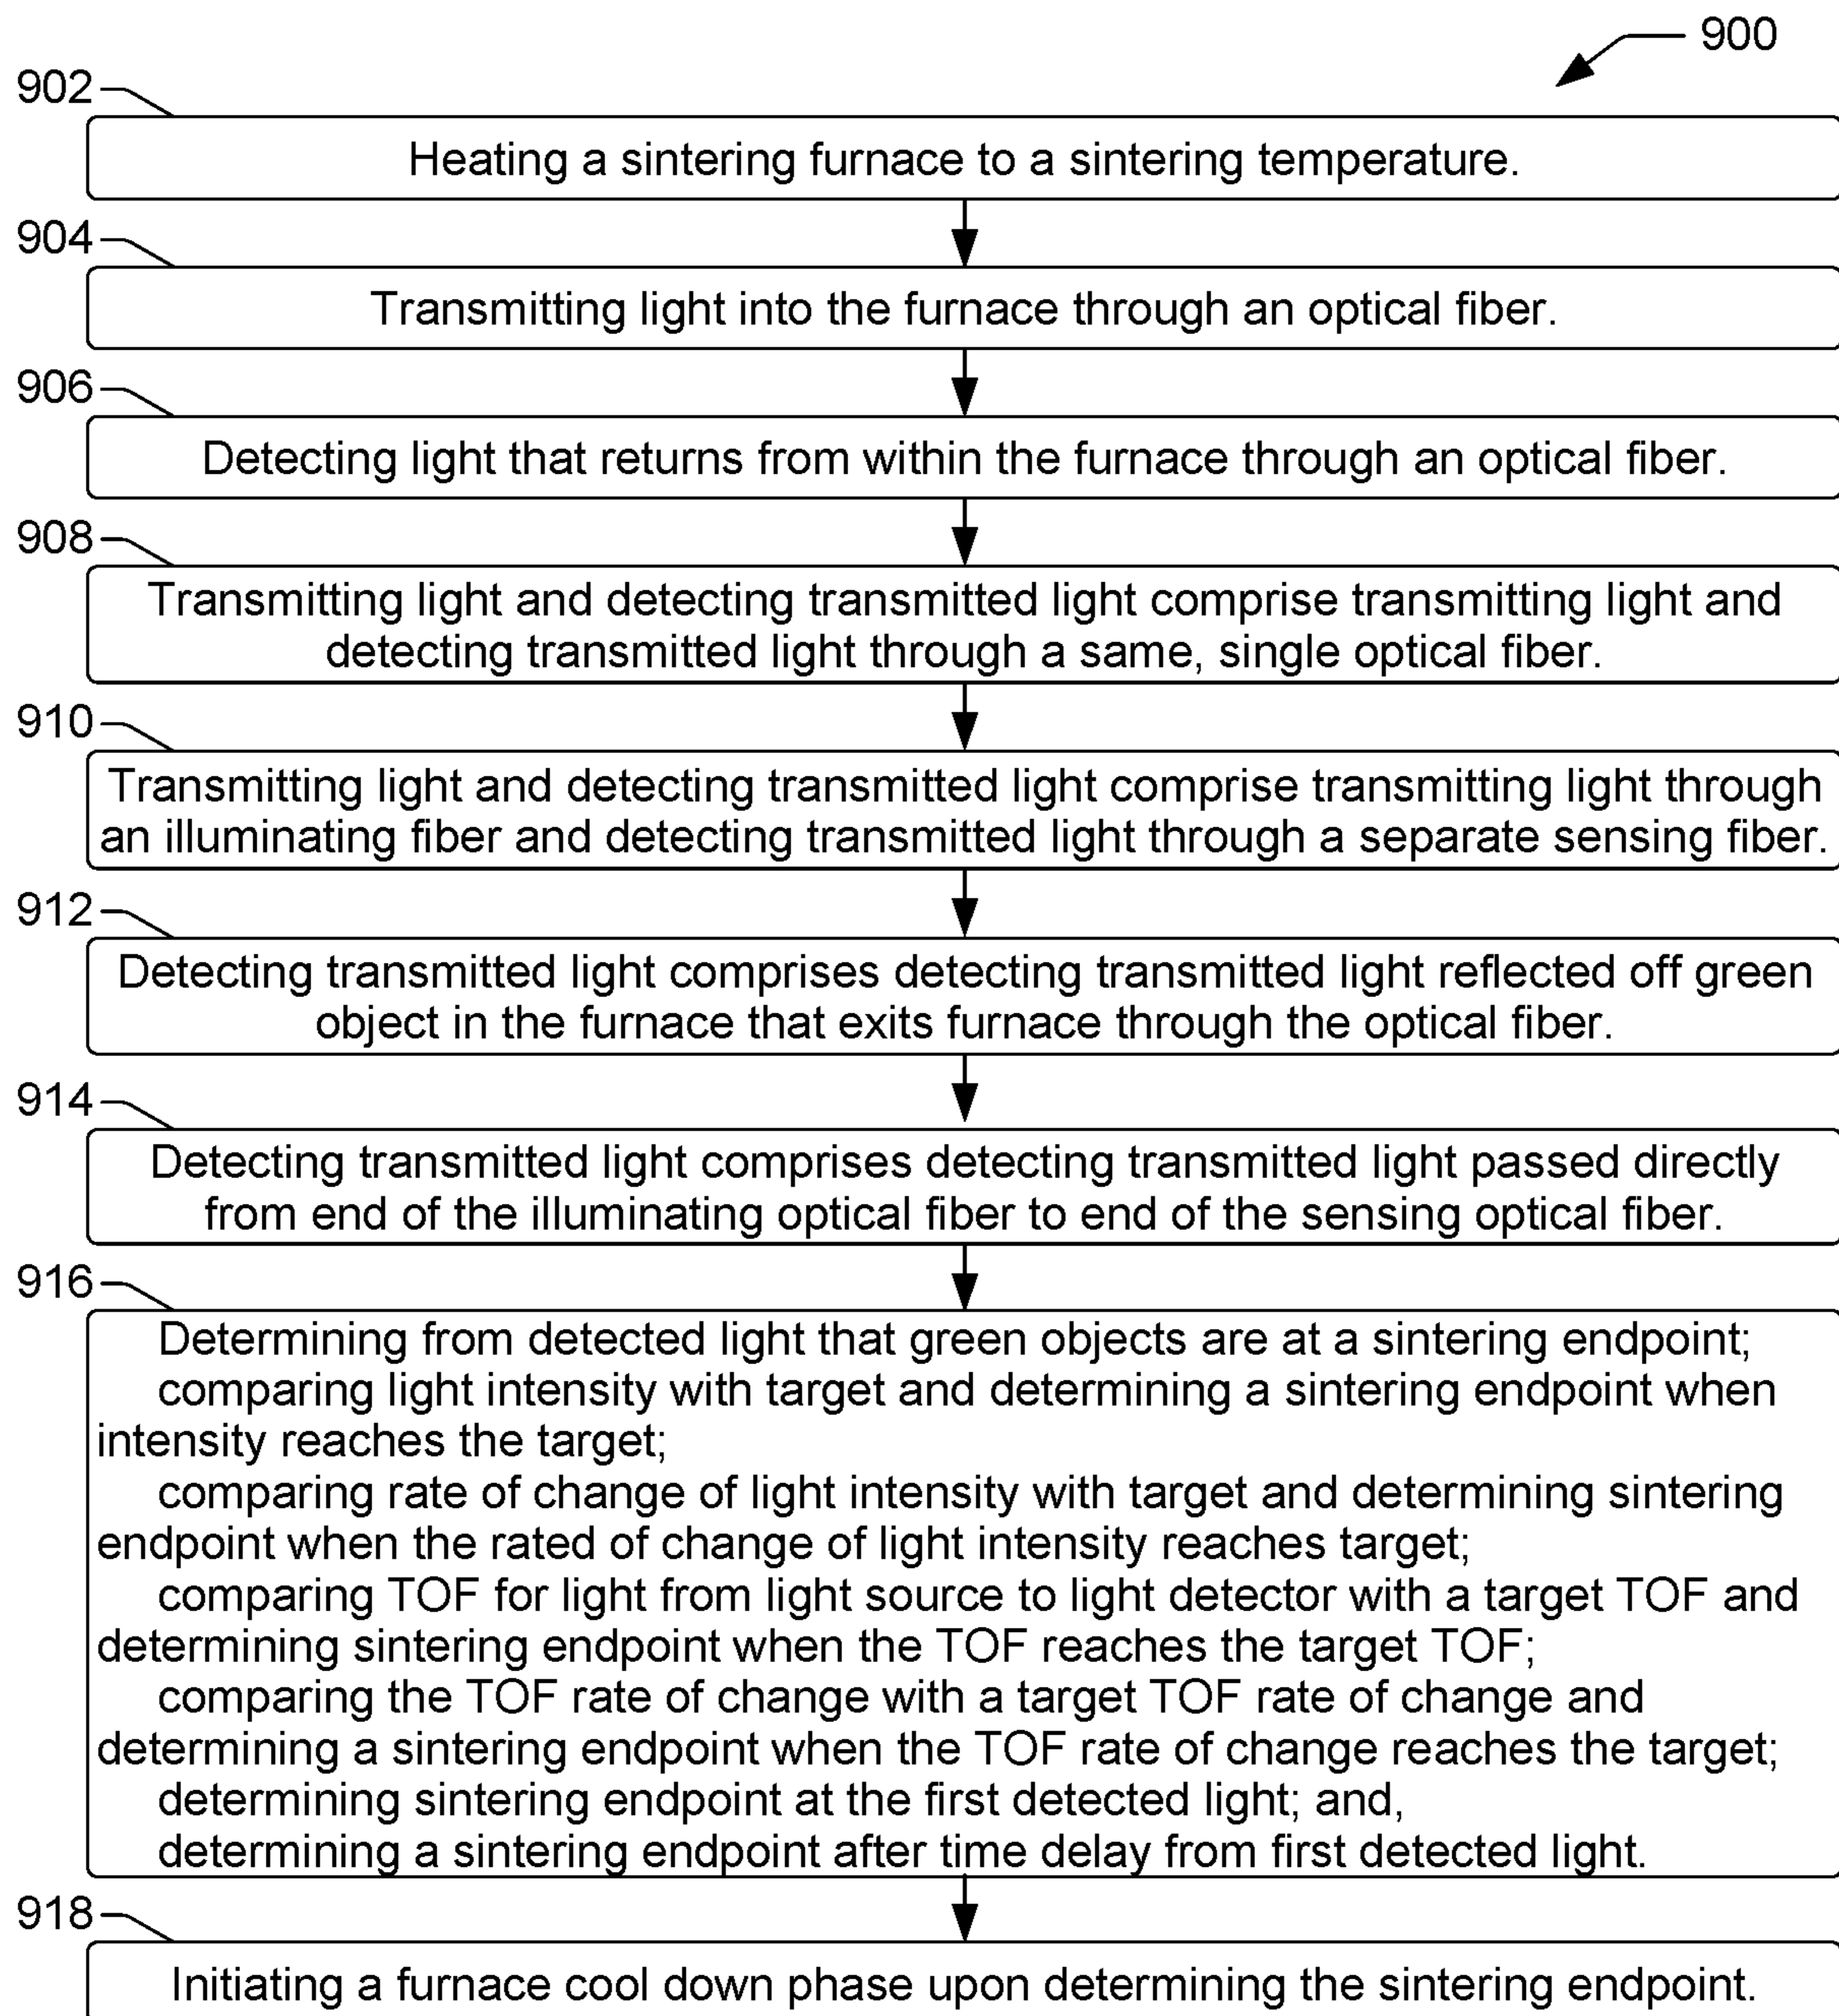 900
902
Heating a sintering furnace to a sintering temperature.
904
Transmitting light into the furnace through an optical fiber.
906
Detecting light that returns from within the furnace through an optical fiber.
908
Transmitting light and detecting transmitted light comprise transmitting light and
detecting transmitted light through a same, single optical fiber.
910
Transmitting light and detecting transmitted light comprise transmitting light through
an illuminating fiber and detecting transmitted light through a separate sensing fiber.
912
Detecting transmitted light comprises detecting transmitted light reflected off green
object in the furnace that exits furnace through the optical fiber.
914
Detecting transmitted light comprises detecting transmitted light passed directly
from end of the illuminating optical fiber to end of the sensing optical fiber.
916
Determining from detected light that green objects are at a sintering endpoint;
comparing light intensity with target and determining a sintering endpoint when
intensity reaches the target;
comparing rate of change of light intensity with target and determining sintering
endpoint when the rated of change of light intensity reaches target;
comparing TOF for light from light source to light detector with a target TOF and
determining sintering endpoint when the TOF reaches the target TOF;
comparing the TOF rate of change with a target TOF rate of change and
determining a sintering endpoint when the TOF rate of change reaches the target;
determining sintering endpoint at the first detected light; and,
determining a sintering endpoint after time delay from first detected light.
918
Initiating a furnace cool down phase upon determining the sintering endpoint.